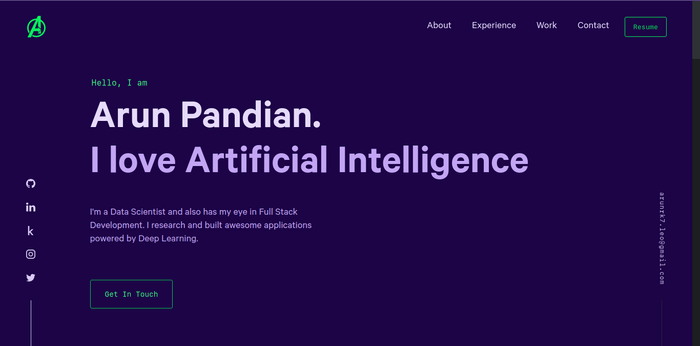 About Experience Work Contact Resume
Hello, I am
Arun Pandian.
I love Artificial Intelligence
I'm a Data Scientist and also has my eye in Full Stack
Development. I research and built awesome applications
powered by Deep Learning.
Get In Touch
arunrk7.leo@gmail.com